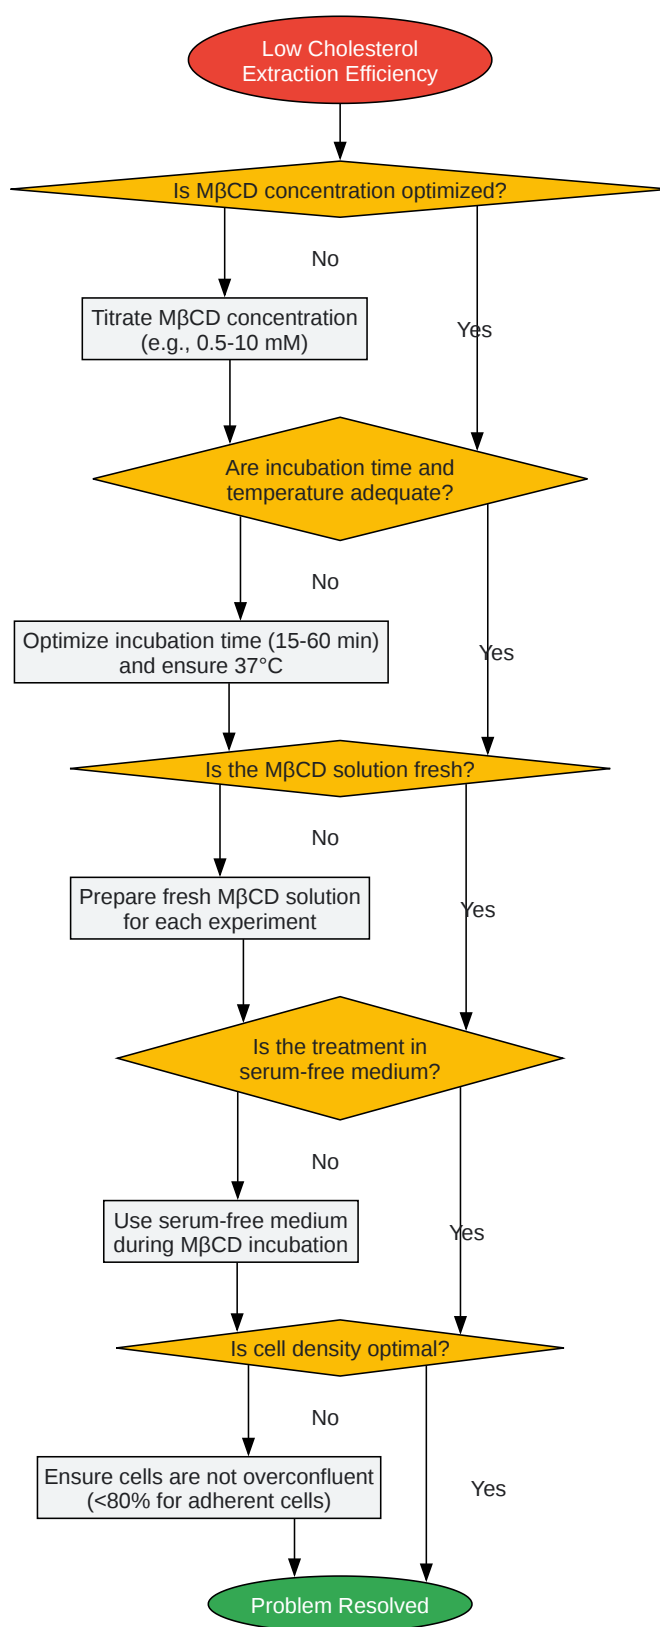 Low Cholesterol
Extraction Efficiency
Is MβCD concentration optimized?
No
Titrate MβCD concentration
(e.g., 0.5-10 mM)
Yes
Are incubation time and
temperature adequate?
No
Optimize incubation time (15-60 min)
and ensure 37°C
Yes
Is the MβCD solution fresh?
No
Prepare fresh MβCD solution
for each experiment
Yes
Is the treatment in
serum-free medium?
No
Use serum-free medium
during MβCD incubation
Yes
Is cell density optimal?
No
Ensure cells are not overconfluent
(<80% for adherent cells)
Yes
Problem Resolved